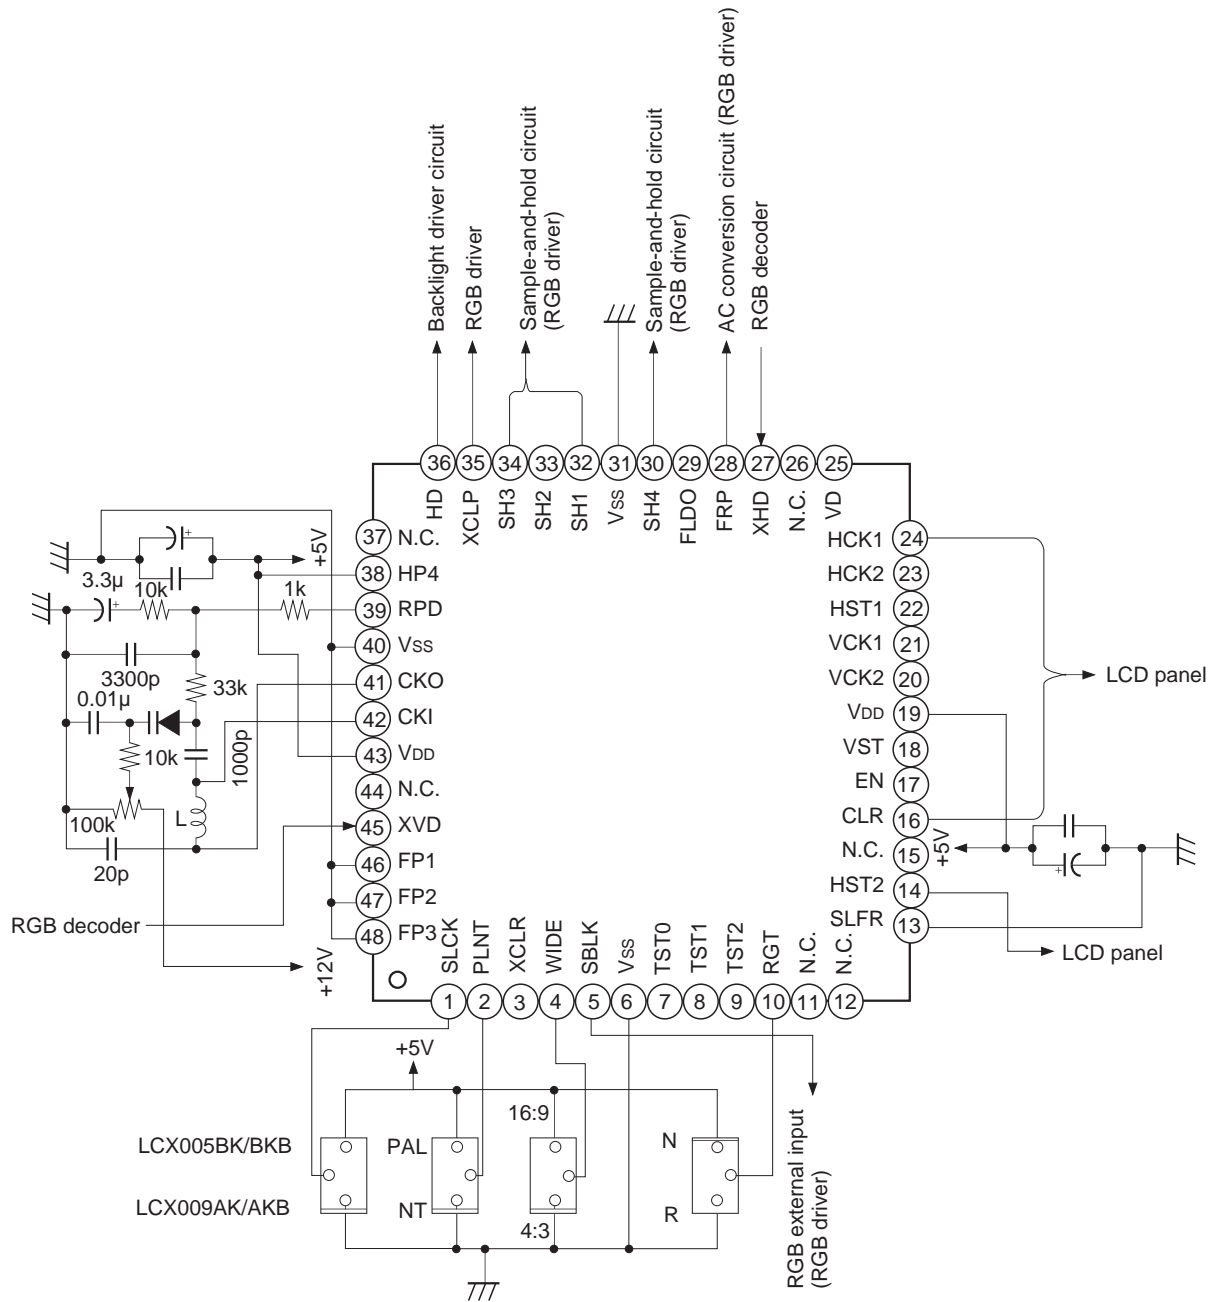 Backlight driver circuit
RGB driver
Sample-and-hold circuit
(RGB driver)
Sample-and-hold circuit
(RGB driver)
AC conversion circuit (RGB driver)
RGB decoder
36 35 34 33 32 31 30 29 28 27 26 25
HD XCLP SH3 SH2 SH1 VSS SH4 FLDO FRP XHD N.C. VD
37 N.C.
38 HP4
39 RPD
40 VSS
41 CKO
42 CKI
43 VDD
44 N.C.
45 XVD
46 FP1
47 FP2
48 FP3
+5V
3.3µ
10k
1k
3300p
33k
0.01µ
10k
1000p
100k
L
20p
RGB decoder
+12V
HCK1 24
HCK2 23
HST1 22
VCK1 21
VCK2 20
VDD 19
VST 18
EN 17
CLR 16
N.C. 15
HST2 14
SLFR 13
LCD panel
+5V
+
LCD panel
SLCK PLNT XCLR WIDE SBLK VSS TST0 TST1 TST2 RGT N.C. N.C.
1 2 3 4 5 6 7 8 9 10 11 12
+5V
16:9
LCX005BK/BKB
PAL
N
LCX009AK/AKB
NT
4:3
R
RGB external input
(RGB driver)